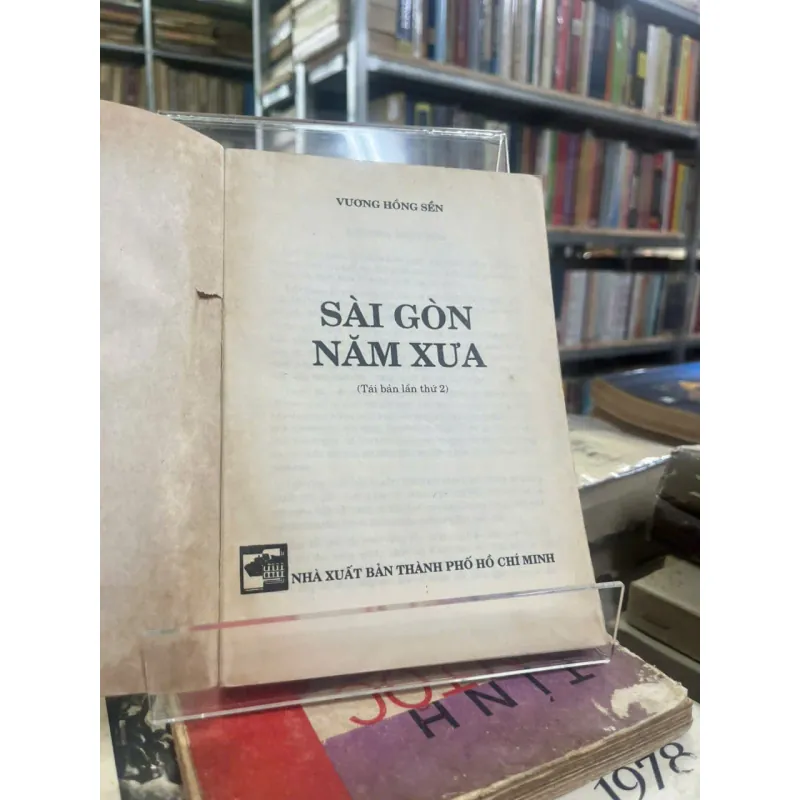 VƯƠNG HỒNG SỂN
SÀI GÒN
NĂM XƯA
(Tái bản lần thứ 2)
NHÀ XUẤT BẢN THÀNH PHỐ HỒ CHÍ MINH
TÌNH
1978